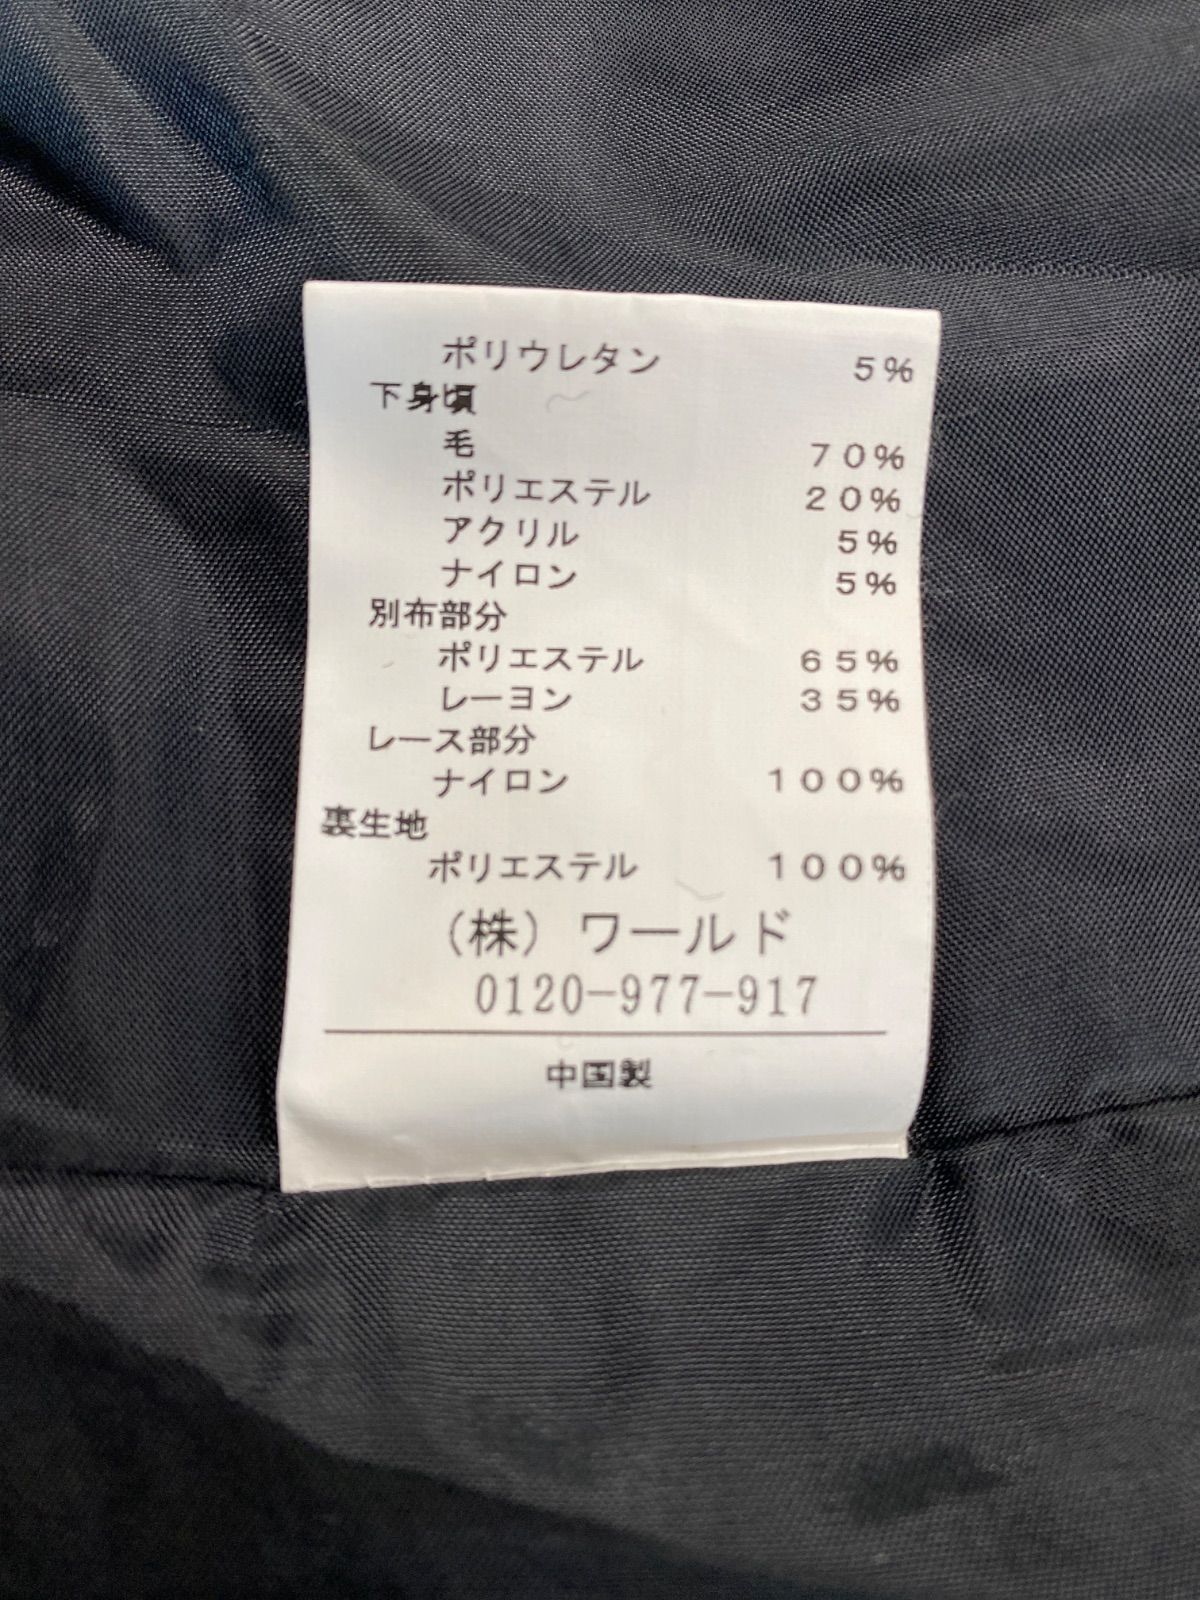 ポリウレタン 5%
下身頃
毛 70%
ポリエステル 20%
アクリル 5%
ナイロン 5%
別布部分
ポリエステル 65%
レーヨン 35%
レース部分
ナイロン 100%
裏生地
ポリエステル 100%
(株)ワールド
0120-977-917
中国製